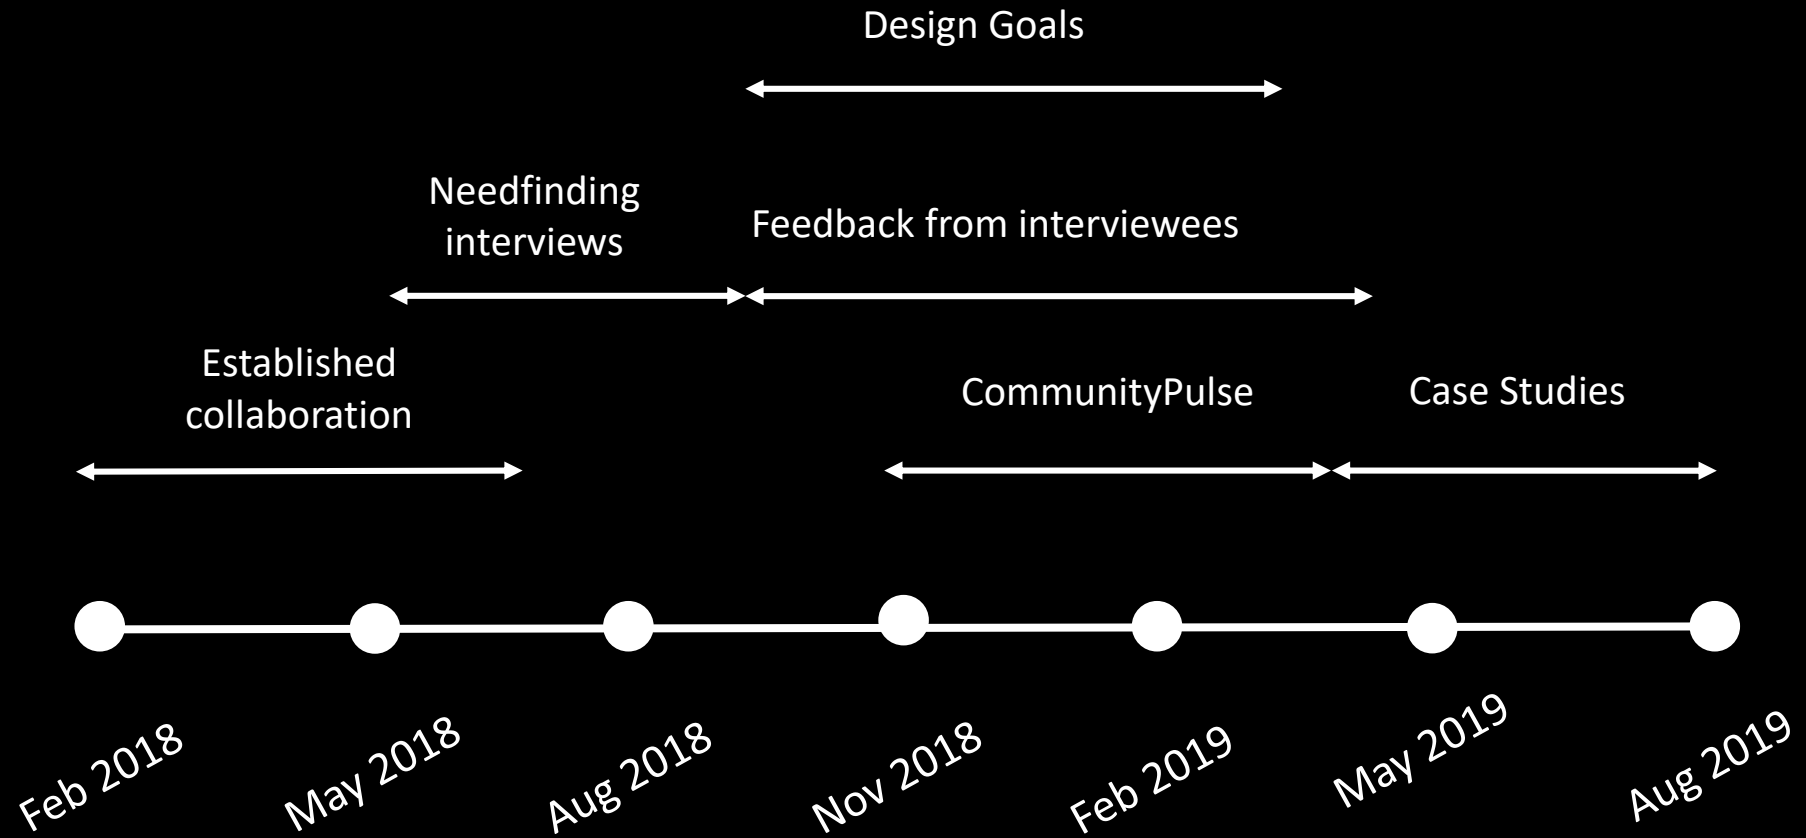 Design Goals
Needfinding
interviews
Feedback from interviewees
Established
collaboration
CommunityPulse
Case Studies
Feb 2018
May 2018
Aug 2018
Nov 2018
Feb 2019
May 2019
Aug 2019